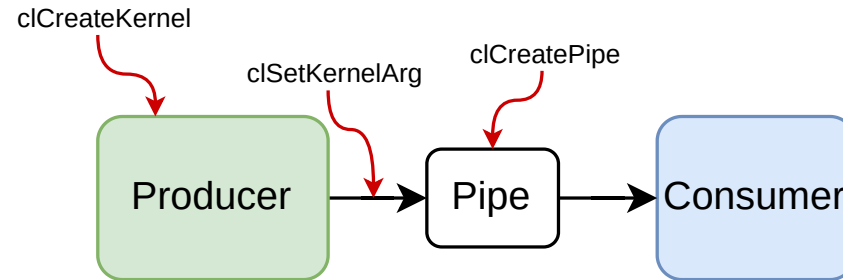 clCreateKernel
clSetKernelArg
clCreatePipe
Producer
Pipe
Consumer